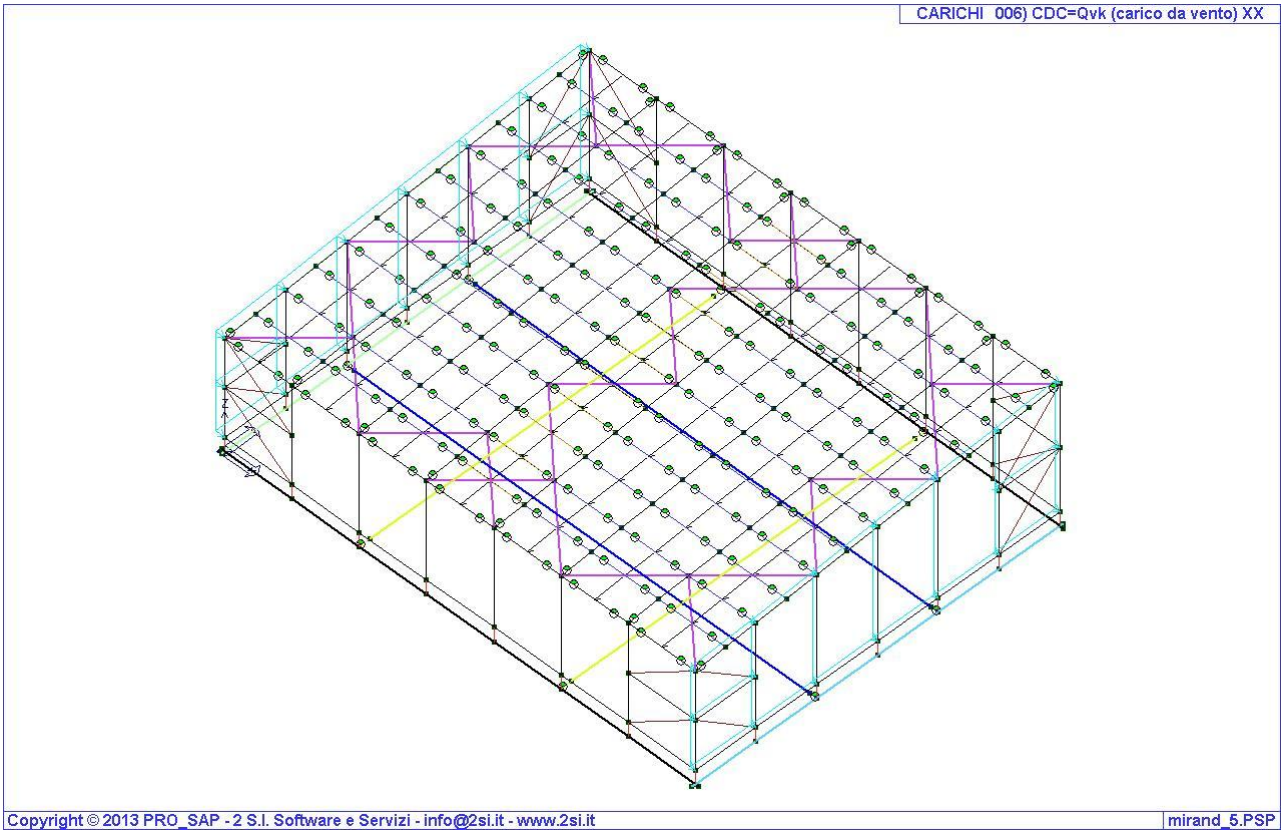 CARICHI 006) CDC=Qvk (carico da vento) XX
Copyright © 2013 PRO_SAP - 2 S.I. Software e Servizi - info@2si.it - www.2si.it
mirand_5.PSP